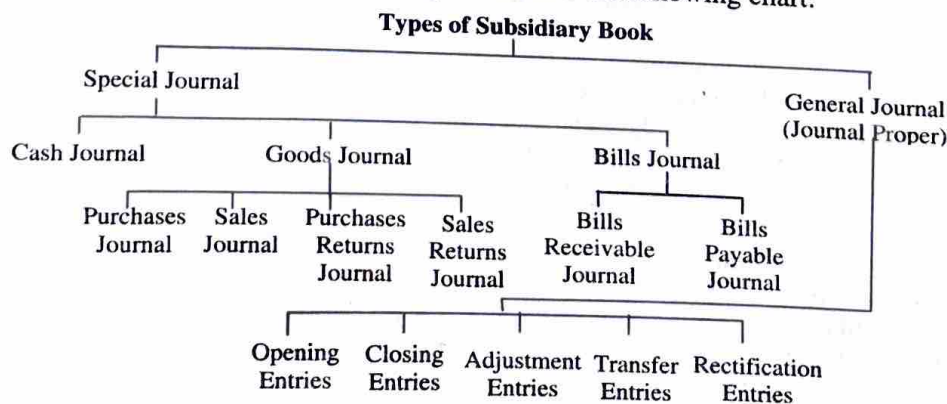 owing chart.
Types of Subsidiary Book
Special Journal
General Journal
(Journal Proper)
Cash Journal
Goods Journal
Bills Journal
Purchases
Journal
Sales
Journal
Purchases
Returns
Journal
Sales
Returns
Journal
Bills
Receivable
Journal
Bills
Payable
Journal
Opening
Entries
Closing
Entries
Adjustment
Entries
Transfer
Entries
Rectification
Entries